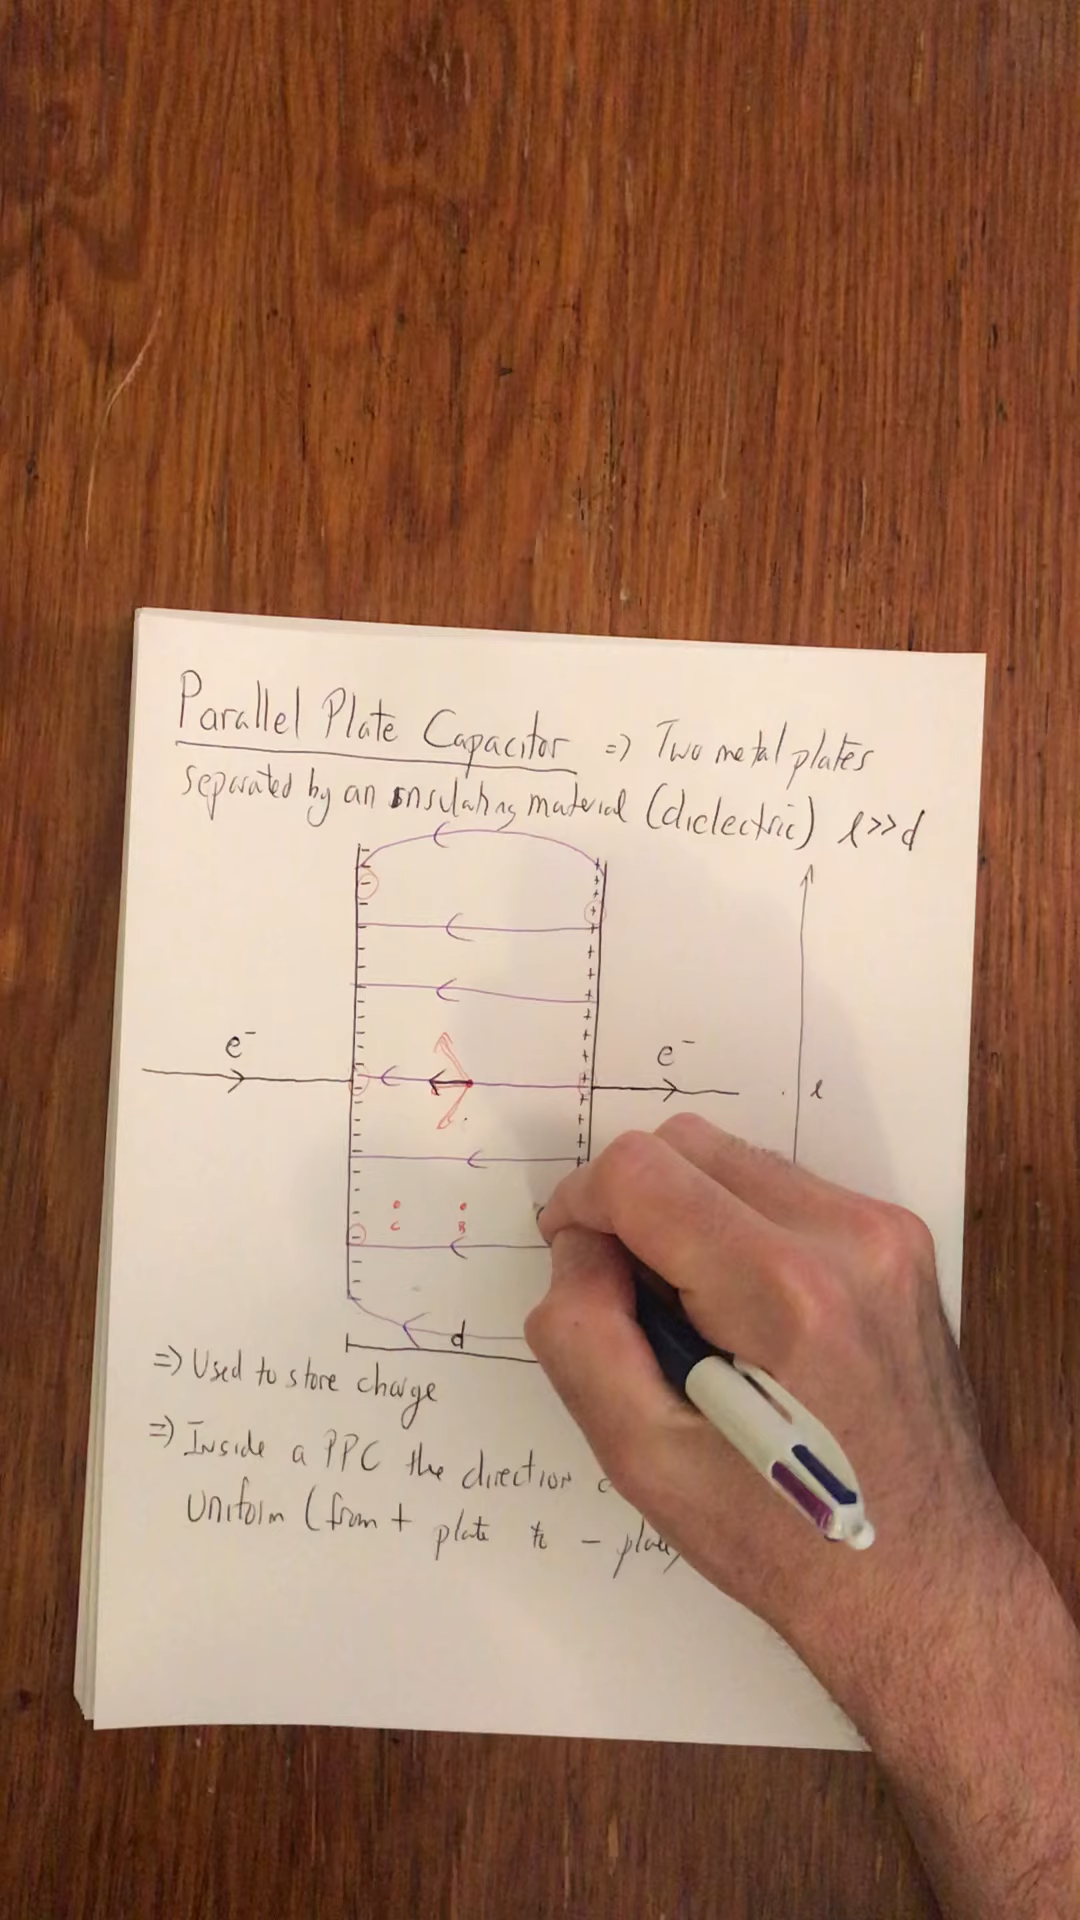 Parallel Plate Capacitor => Two metal plates
separated by an insulating material (dielectric) l>>d
e⁻
e⁻
l
C B
d
=> Used to store charge
=> Inside a PPC the direction
uniform (from + plate to - plate)